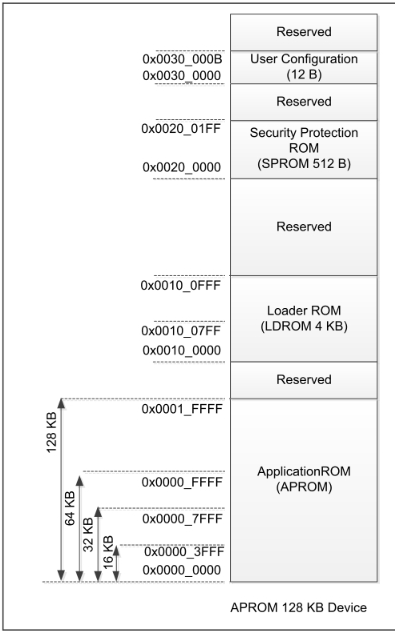 Reserved
0x0030_000B
0x0030_0000
User Configuration
(12 B)
Reserved
0x0020_01FF
0x0020_0000
Security Protection
ROM
(SPROM 512 B)
Reserved
0x0010_0FFF
0x0010_07FF
0x0010_0000
Loader ROM
(LDROM 4 KB)
Reserved
0x0001_FFFF
0x0000_FFFF
0x0000_7FFF
0x0000_3FFF
0x0000_0000
128 KB
64 KB
32 KB
16 KB
ApplicationROM
(APROM)
APROM 128 KB Device